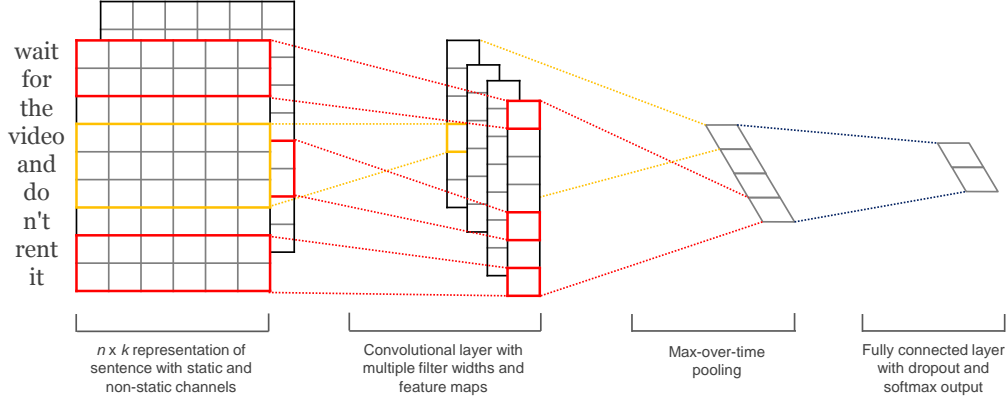 wait
for
the
video
and
do
n't
rent
it
n x k representation of
sentence with static and
non-static channels
Convolutional layer with
multiple filter widths and
feature maps
Max-over-time
pooling
Fully connected layer
with dropout and
softmax output